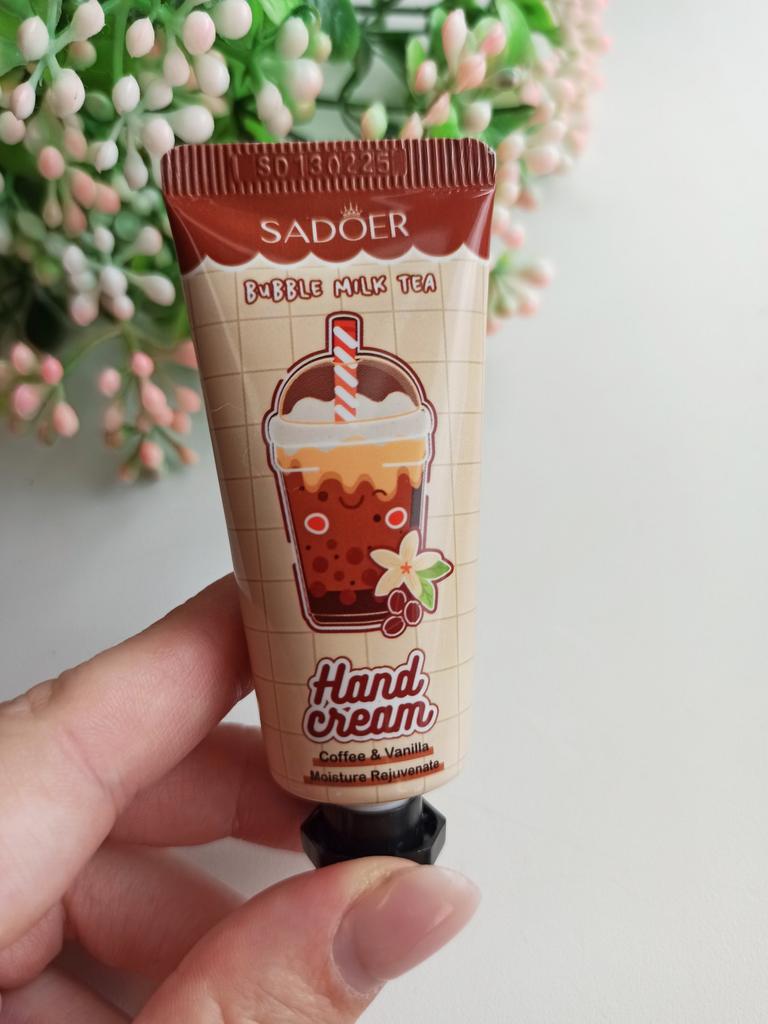 SD130225
SADOER
BUBBLE MILK TEA
Hand
cream
Coffee & Vanilla
Moisture Rejuvenate